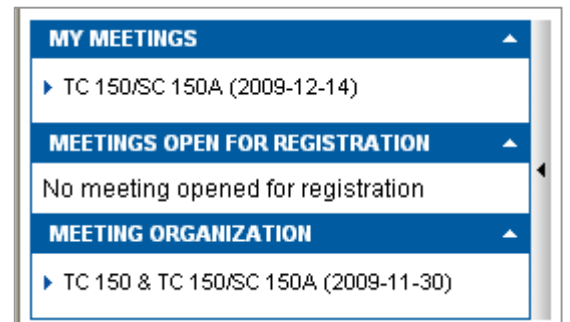 MY MEETINGS
TC 150/SC 150A (2009-12-14)
MEETINGS OPEN FOR REGISTRATION
No meeting opened for registration
MEETING ORGANIZATION
TC 150 & TC 150/SC 150A (2009-11-30)